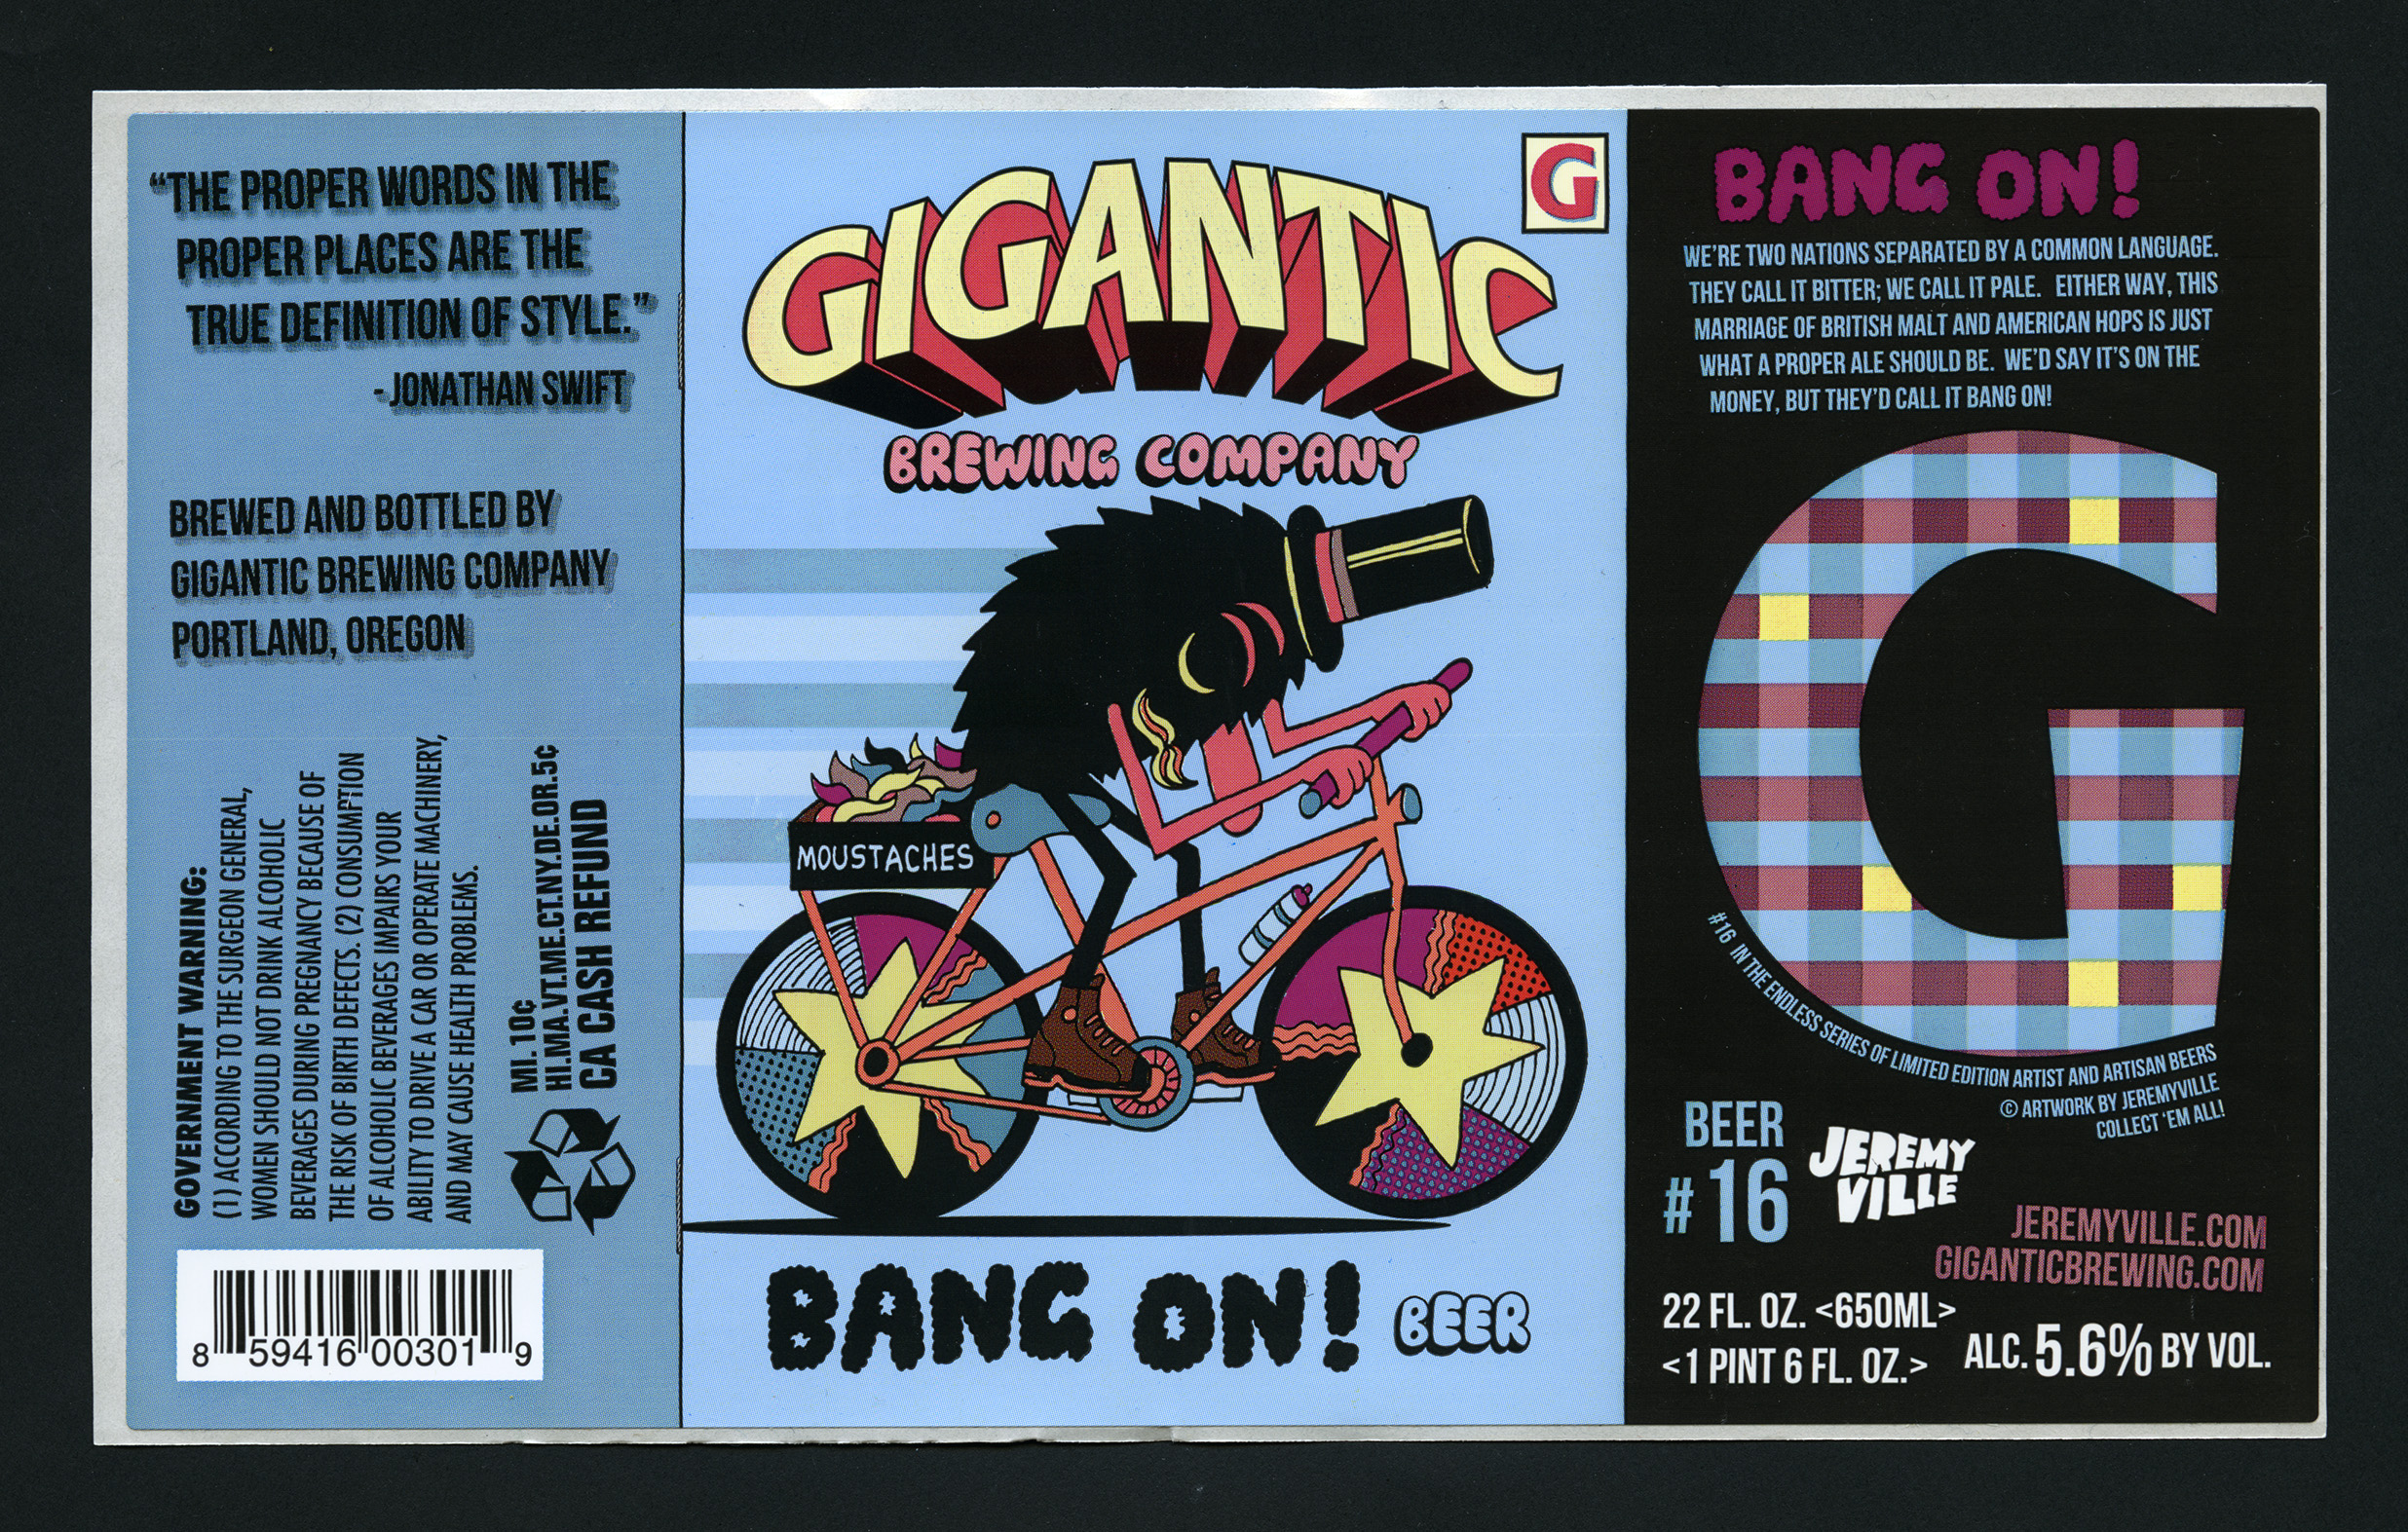 “THE PROPER WORDS IN THE
PROPER PLACES ARE THE
TRUE DEFINITION OF STYLE.”
-JONATHAN SWIFT
BREWED AND BOTTLED BY
GIGANTIC BREWING COMPANY
PORTLAND, OREGON
GOVERNMENT WARNING:
(1) ACCORDING TO THE SURGEON GENERAL,
WOMEN SHOULD NOT DRINK ALCOHOLIC
BEVERAGES DURING PREGNANCY BECAUSE OF
THE RISK OF BIRTH DEFECTS. (2) CONSUMPTION
OF ALCOHOLIC BEVERAGES IMPAIRS YOUR
ABILITY TO DRIVE A CAR OR OPERATE MACHINERY,
AND MAY CAUSE HEALTH PROBLEMS.
MI. 10¢
HI.MA.VT.ME.CT.NY.DE.OR.5¢
CA CASH REFUND
8 59416 00301 9
G
GIGANTIC
BREWING COMPANY
MOUSTACHES
BANG ON! BEER
BANG ON!
WE’RE TWO NATIONS SEPARATED BY A COMMON LANGUAGE.
THEY CALL IT BITTER; WE CALL IT PALE. EITHER WAY, THIS
MARRIAGE OF BRITISH MALT AND AMERICAN HOPS IS JUST
WHAT A PROPER ALE SHOULD BE. WE’D SAY IT’S ON THE
MONEY, BUT THEY’D CALL IT BANG ON!
G
#16 IN THE ENDLESS SERIES OF LIMITED EDITION ARTIST AND ARTISAN BEERS
© ARTWORK BY JEREMYVILLE
COLLECT ‘EM ALL!
BEER
#16
JEREMY
VILLE
JEREMYVILLE.COM
GIGANTICBREWING.COM
22 FL. OZ. <650ML>
<1 PINT 6 FL. OZ.>
ALC. 5.6% BY VOL.